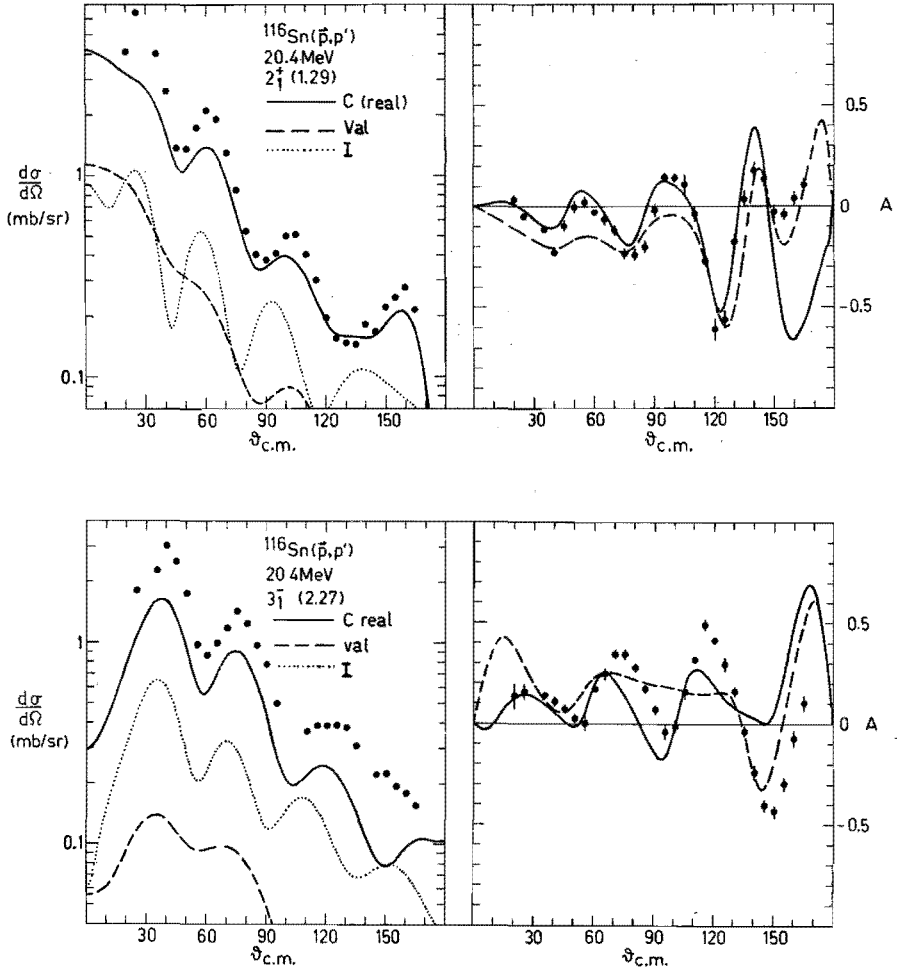 ¹¹⁶Sn(p⃗,p')
20.4MeV
2⁺₁ (1.29)
C (real)
Val
I
dσ
dΩ
(mb/sr)
1
0.1
30 60 90 120 150
ϑc.m.
0.5
0 A
-0.5
30 60 90 120 150
ϑc.m.
¹¹⁶Sn(p⃗,p')
20.4MeV
3⁻₁ (2.27)
C real
val
I
dσ
dΩ
(mb/sr)
1
0.1
30 60 90 120 150
ϑc.m.
0.5
0 A
-0.5
30 60 90 120 150
ϑc.m.